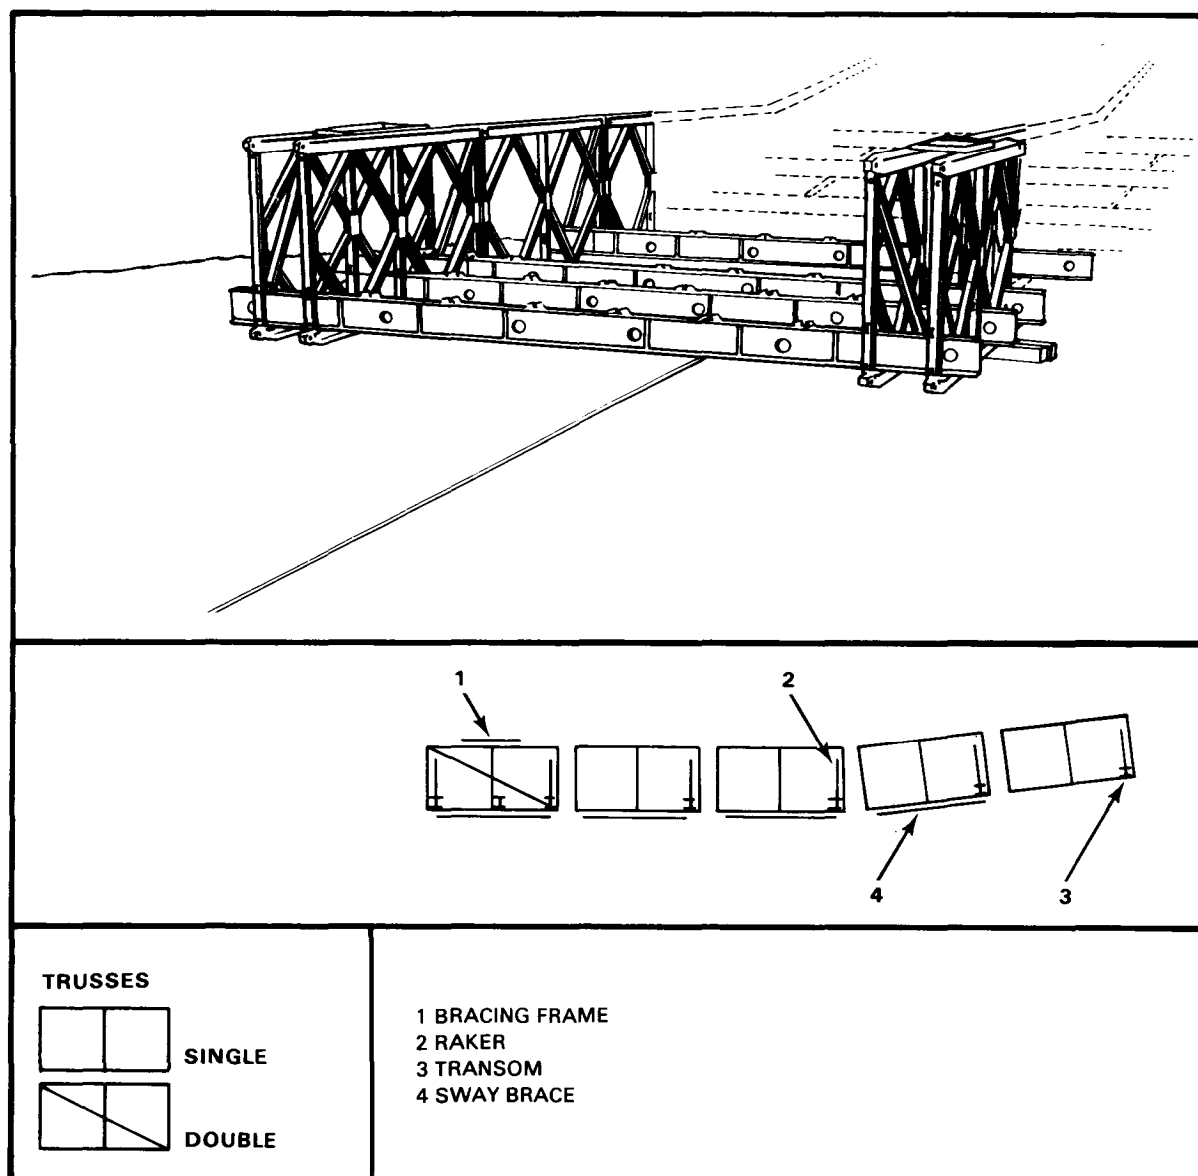 1
2
4
3
TRUSSES
SINGLE
DOUBLE
1 BRACING FRAME
2 RAKER
3 TRANSOM
4 SWAY BRACE